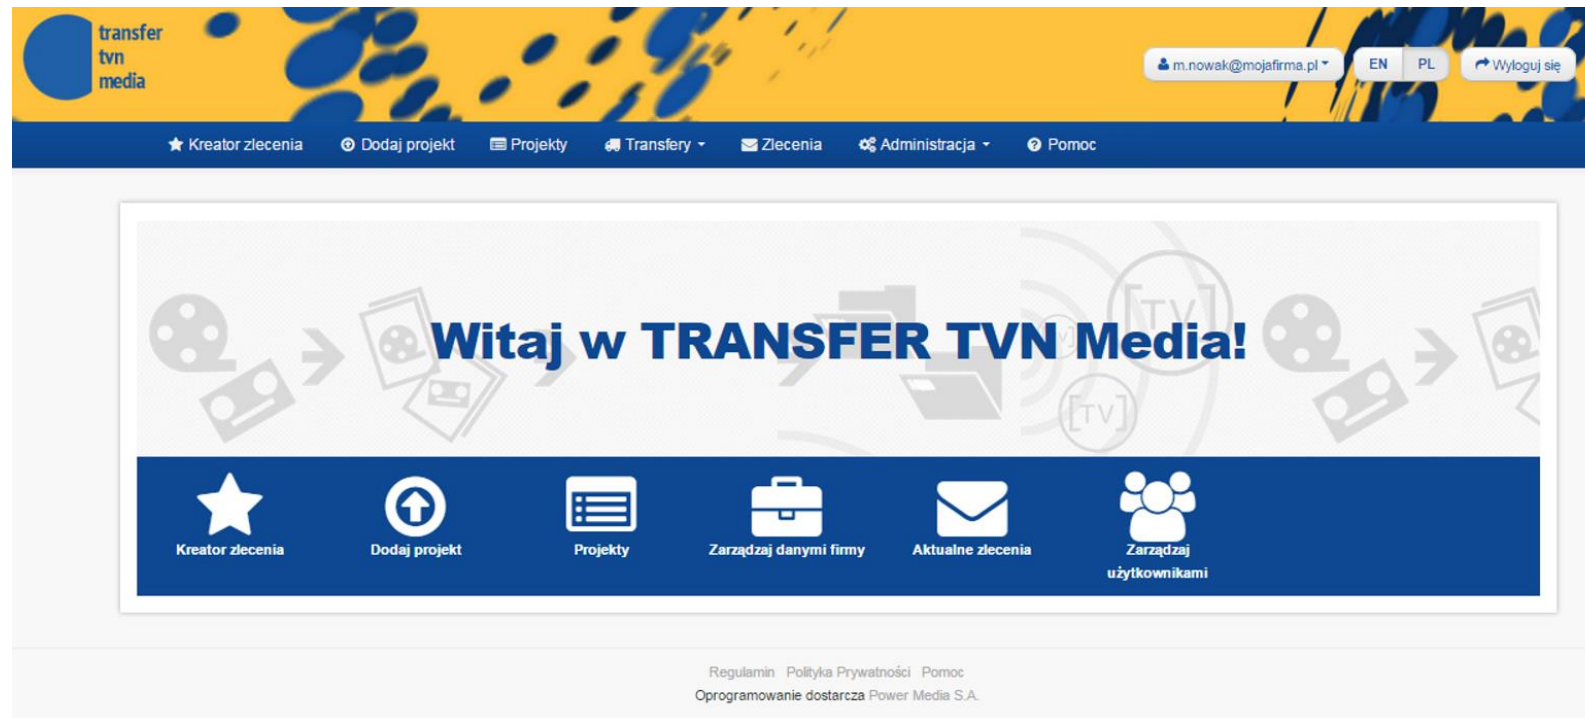 transfer
tvn
media
m.nowak@mojafirma.pl
EN PL
Wyloguj się
Kreator zlecenia Dodaj projekt Projekty Transfery Zlecenia Administracja Pomoc
[TV]
Witaj w TRANSFER TVN Media!
[TV]
Kreator zlecenia Dodaj projekt Projekty Zarządzaj danymi firmy Aktualne zlecenia Zarządzaj
użytkownikami
Regulamin Polityka Prywatności Pomoc
Oprogramowanie dostarcza Power Media S.A.